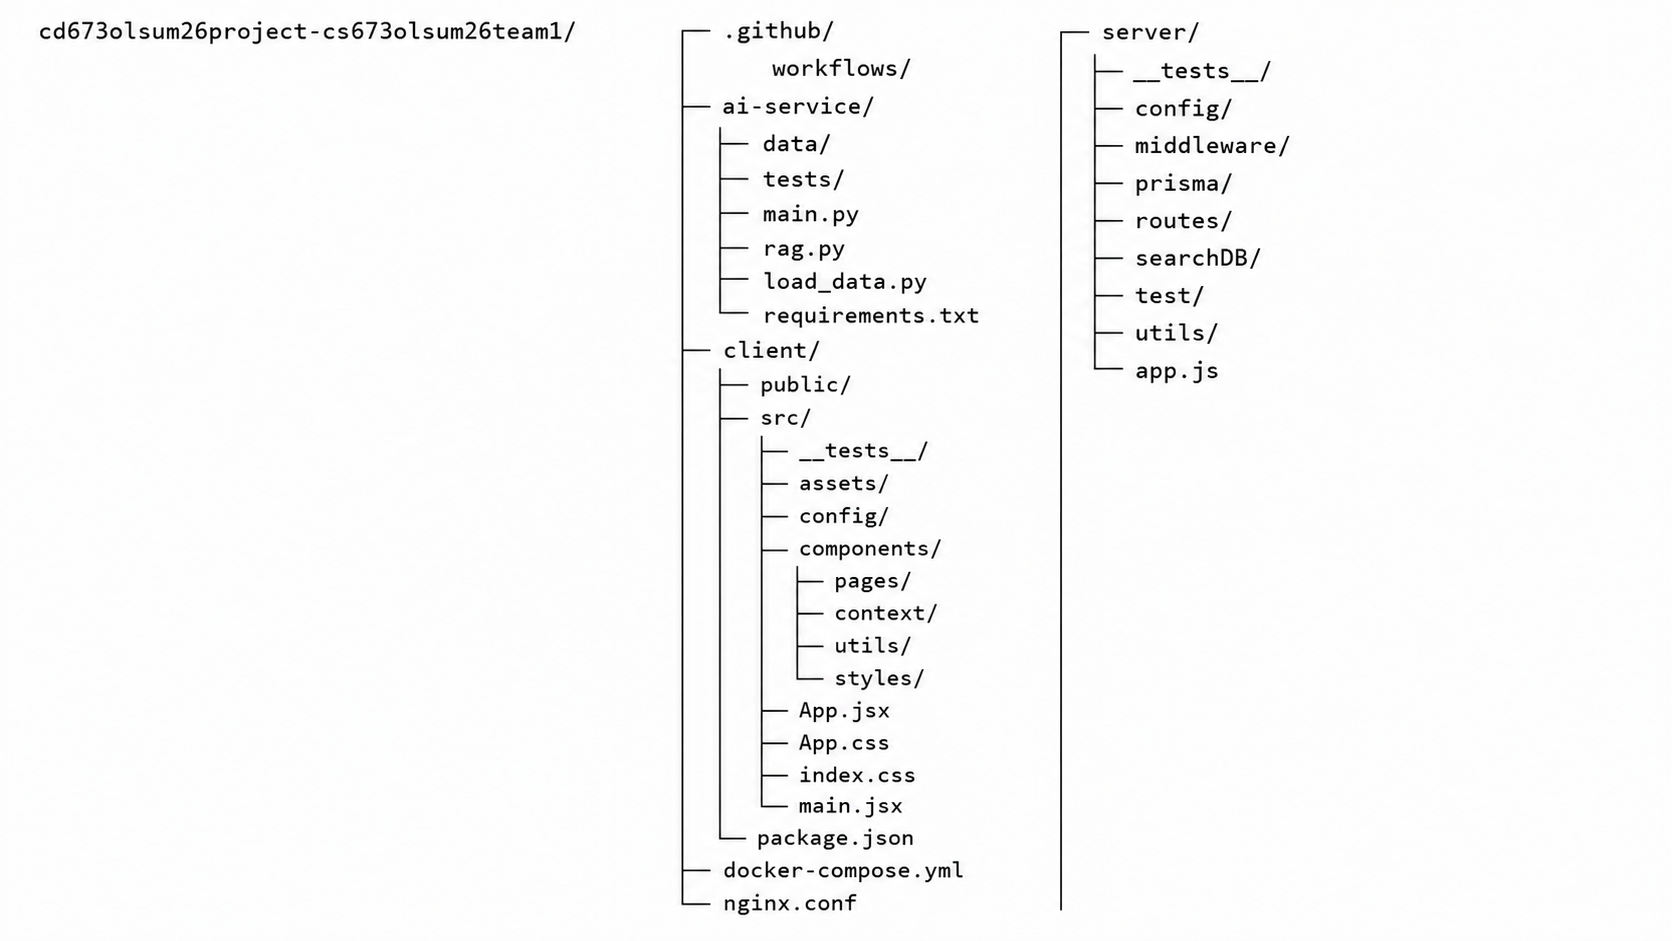 cd673olsum26project-cs673olsum26team1/
.github/
workflows/
ai-service/
data/
tests/
main.py
rag.py
load_data.py
requirements.txt
client/
public/
src/
__tests__/
assets/
config/
components/
pages/
context/
utils/
styles/
App.jsx
App.css
index.css
main.jsx
package.json
docker-compose.yml
nginx.conf
server/
__tests__/
config/
middleware/
prisma/
routes/
searchDB/
test/
utils/
app.js